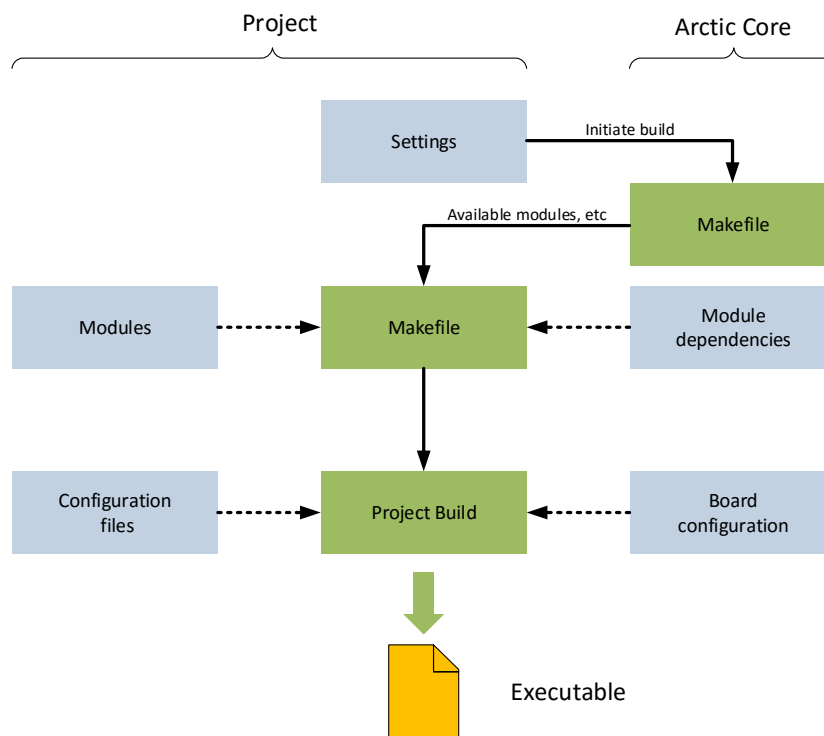 Project
Arctic Core
Settings
Initiate build
Makefile
Available modules, etc
Modules
Makefile
Module
dependencies
Configuration
files
Project Build
Board
configuration
Executable